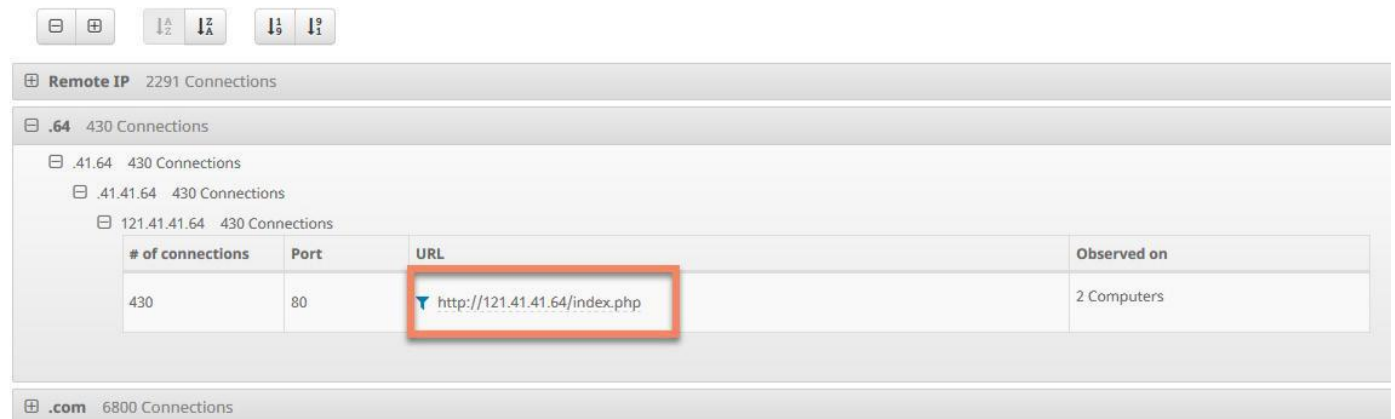 Remote IP 2291 Connections
.64 430 Connections
.41.64 430 Connections
.41.41.64 430 Connections
121.41.41.64 430 Connections
# of connections Port URL Observed on
430 80 http://121.41.41.64/index.php 2 Computers
.com 6800 Connections